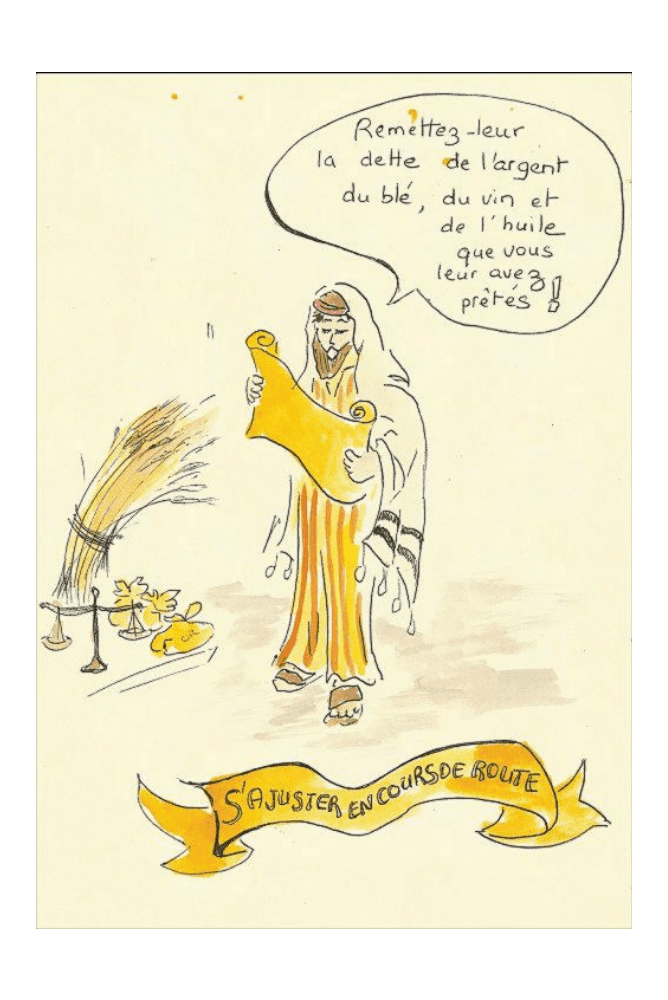 Remettez-leur
la dette de l'argent
du blé, du vin et
de l'huile
que vous
leur avez
prêtés !
S'AJUSTER EN COURS DE ROUTE